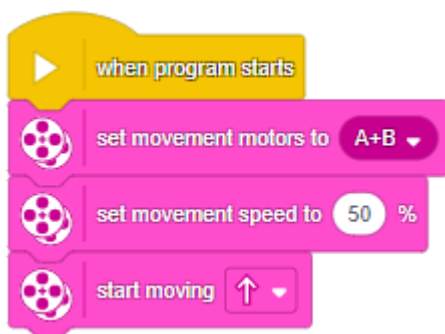 when program starts
set movement motors to A+B
set movement speed to 50 %
start moving ↑